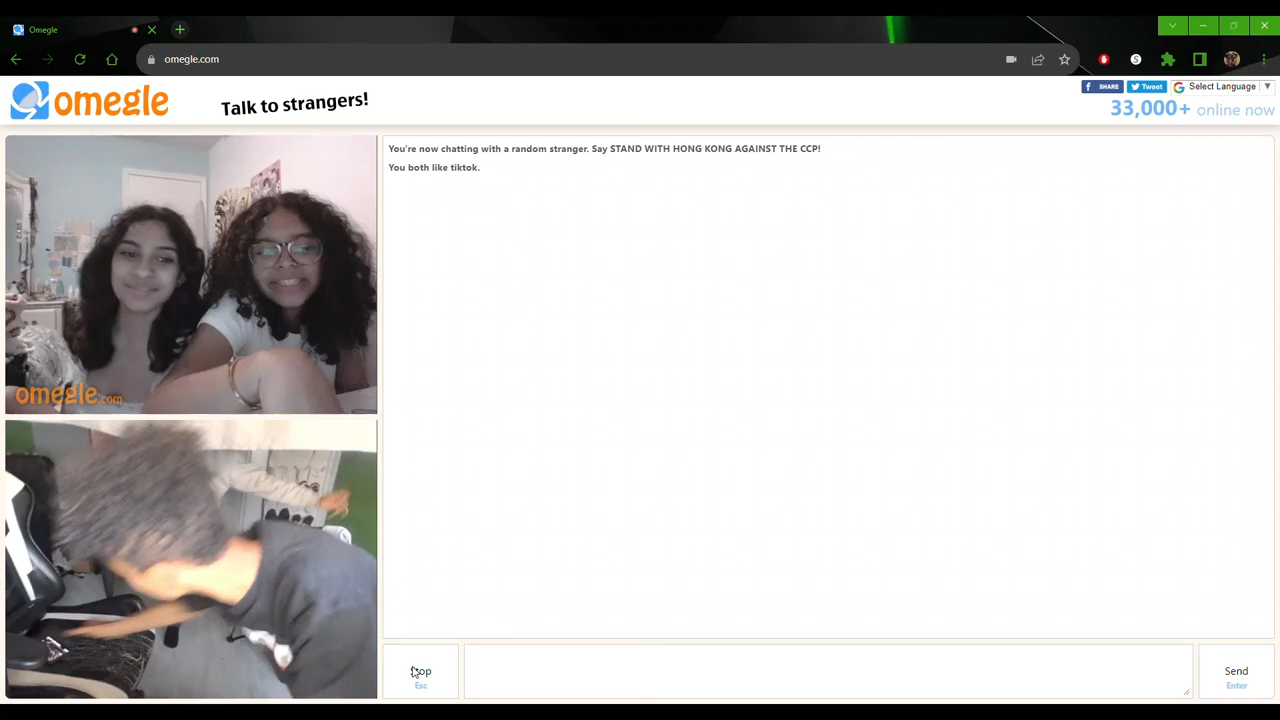 Omegle
omegle.com
omegle
Talk to strangers!
SHARE
Tweet
Select Language
33,000+ online now
You're now chatting with a random stranger. Say STAND WITH HONG KONG AGAINST THE CCP!
You both like tiktok.
omegle.com
Stop
Esc
Send
Enter